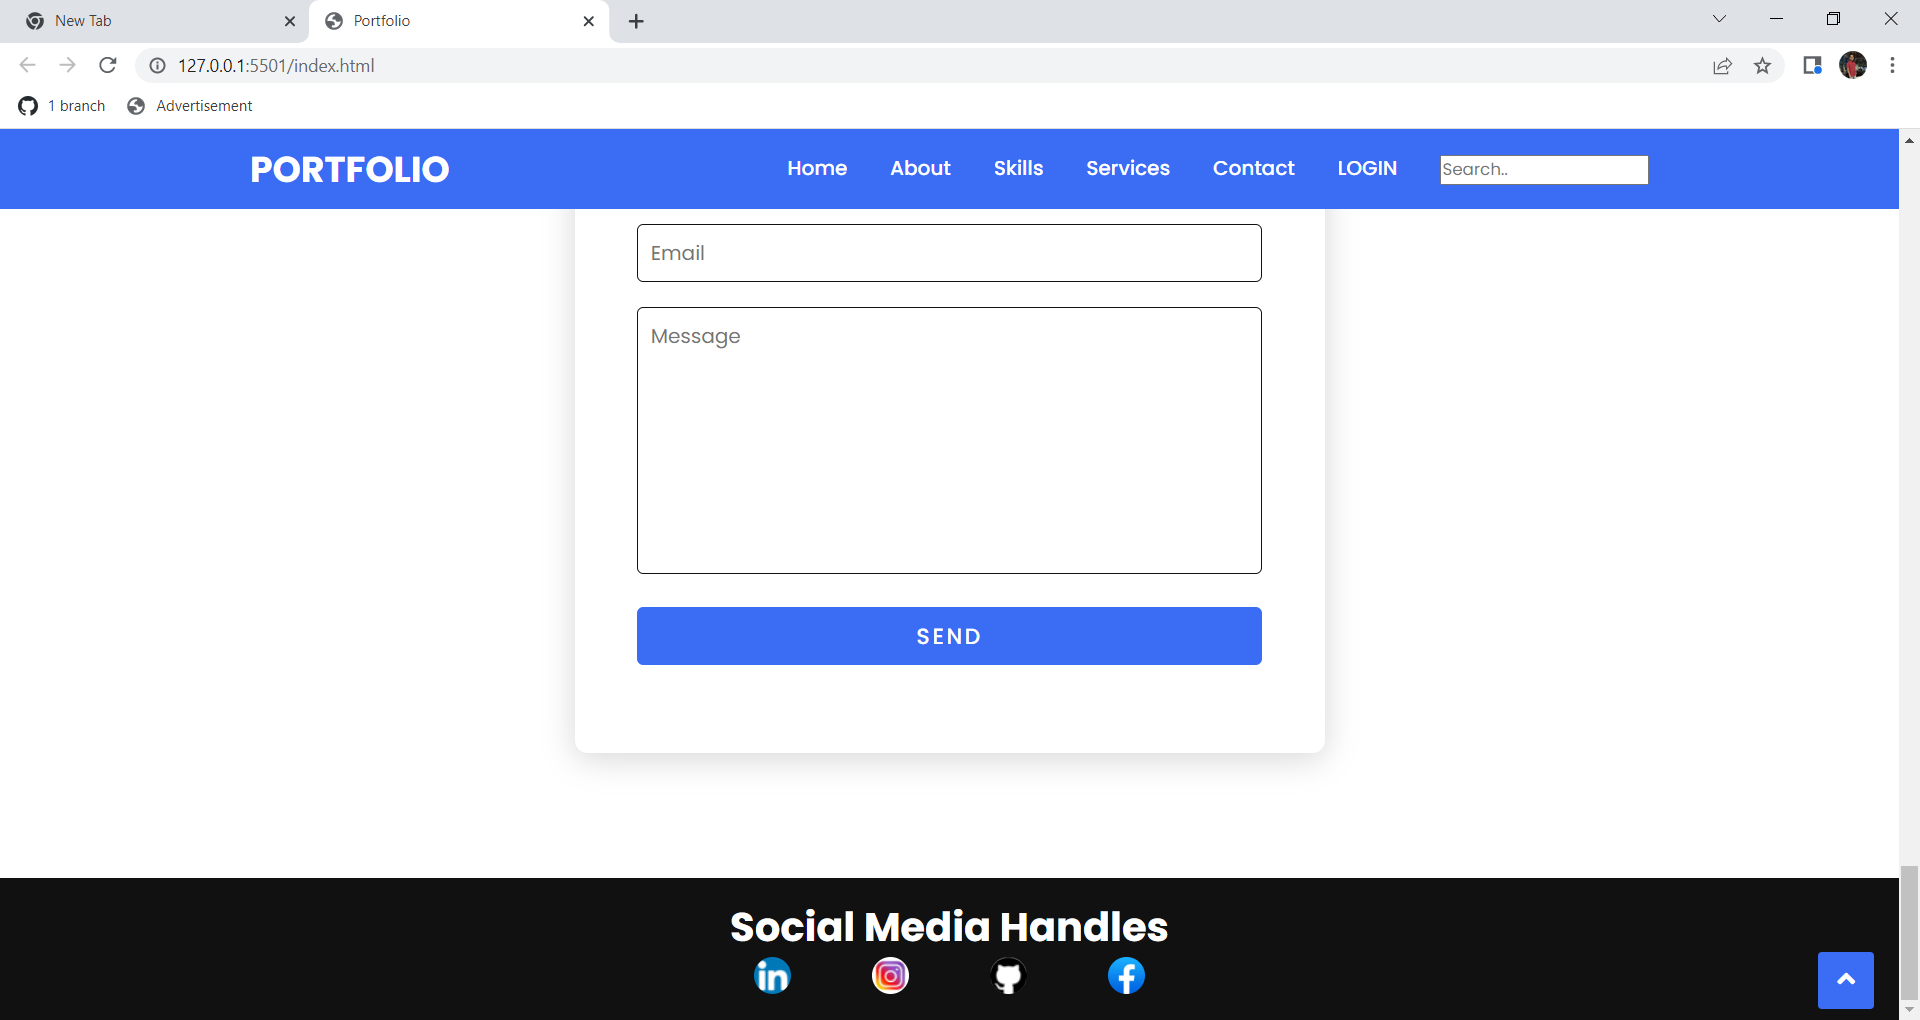 New Tab
Portfolio
127.0.0.1:5501/index.html
1 branch
Advertisement
PORTFOLIO
Home
About
Skills
Services
Contact
LOGIN
Search..
Email
Message
SEND
Social Media Handles
in